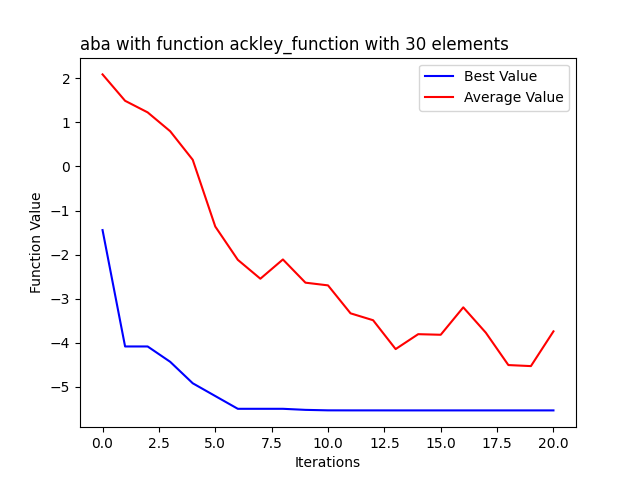 aba with function ackley_function with 30 elements
Best Value
Average Value
2
1
0
−1
−2
−3
−4
−5
Function Value
0.0 2.5 5.0 7.5 10.0 12.5 15.0 17.5 20.0
Iterations